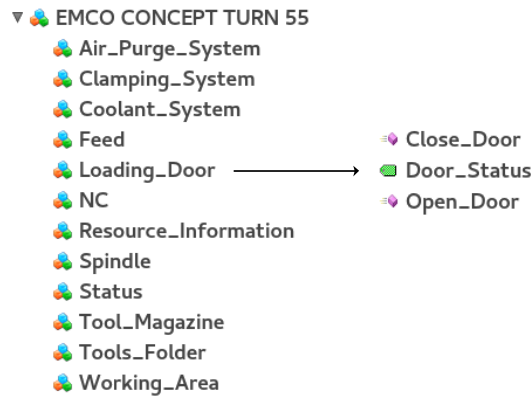 EMCO CONCEPT TURN 55
Air_Purge_System
Clamping_System
Coolant_System
Feed
Loading_Door
NC
Resource_Information
Spindle
Status
Tool_Magazine
Tools_Folder
Working_Area
Close_Door
Door_Status
Open_Door